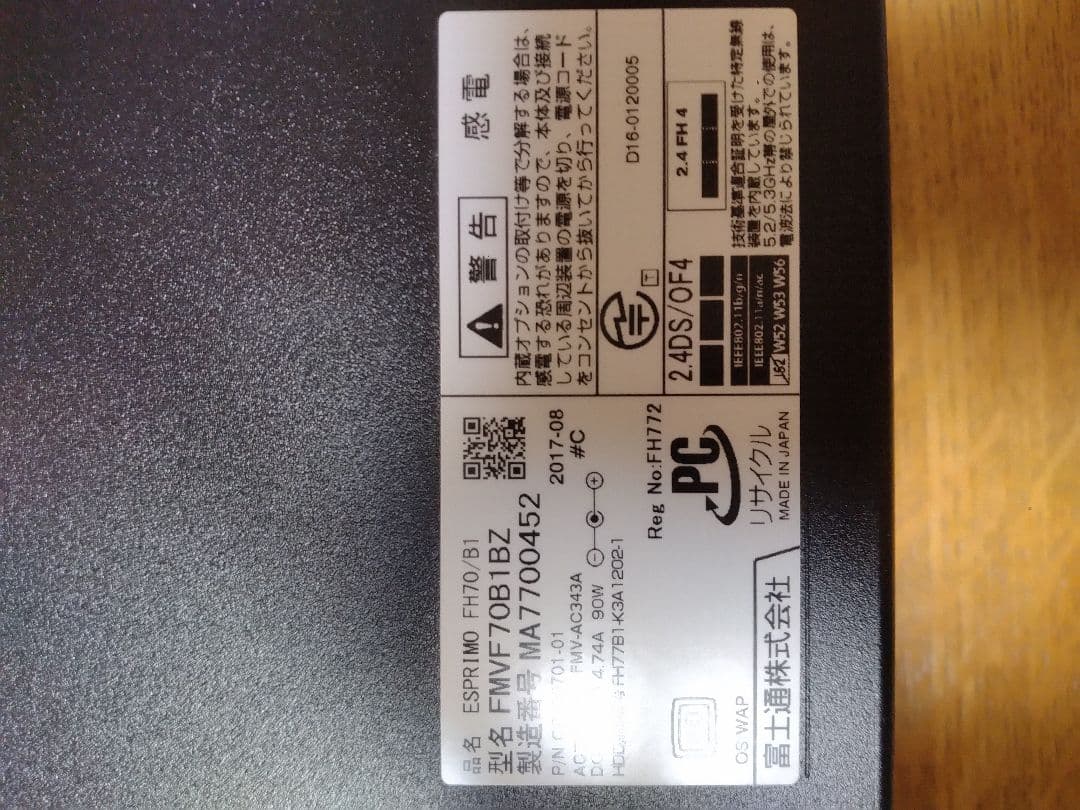 品名 ESPRIMO FH70/B1
型名 FMVF70B1BZ
製造番号 MA7700452
2017-08
#C
701-01
FMV-AC343A
4.74A 90W
FH77B1-K3A1202-1
Reg No:FH772
PC
リサイクル
MADE IN JAPAN
OS WAP
富士通株式会社
警告
感電
内蔵オプションの取付け等で分解する場合は、
感電する恐れがありますので、本体及び接続
している周辺装置の電源を切り、電源コード
をコンセントから抜いてから行ってください。
T
D16-0120005
2.4DS/OF4
2.4 FH 4
IEEE802.11b/g/n
IEEE802.11a/n/ac
J52 W52 W53 W56
技術基準適合証明を受けた特定無線
装置を内蔵しています。
5.2/5.3GHz帯の屋外での使用は、
電波法により禁じられています。